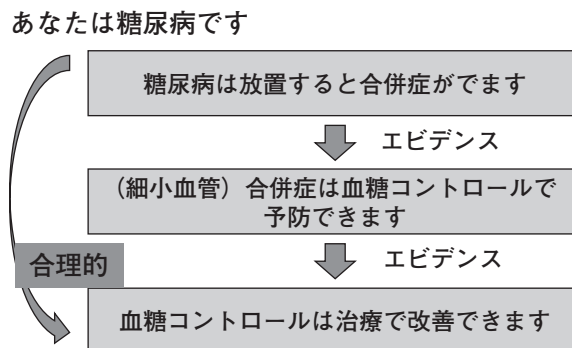 あなたは糖尿病です
糖尿病は放置すると合併症がでます
エビデンス
（細小血管）合併症は血糖コントロールで
予防できます
合理的
エビデンス
血糖コントロールは治療で改善できます